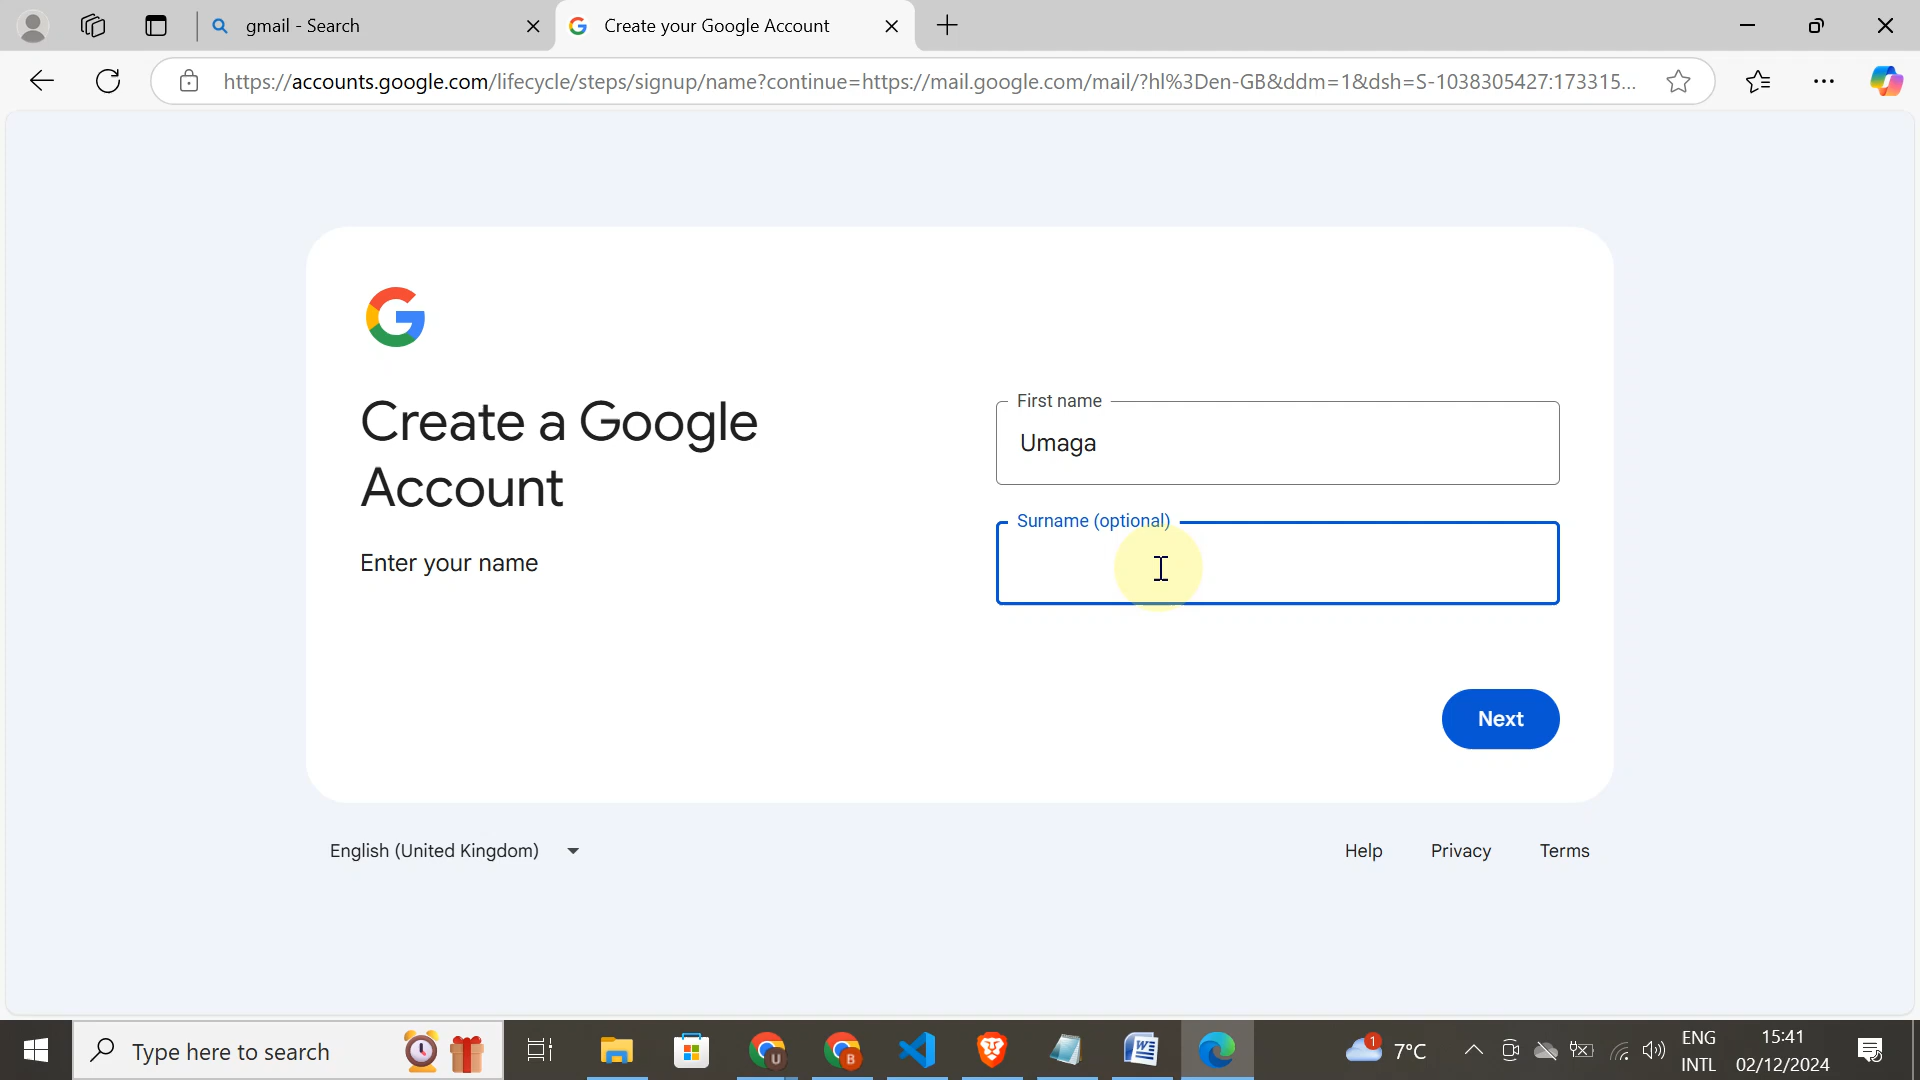 gmail - Search
Create your Google Account
https://accounts.google.com/lifecycle/steps/signup/name?continue=https://mail.google.com/mail/?hl%3Den-GB&ddm=1&dsh=S-1038305427:173315...
Create a Google
Account
Enter your name
First name
Umaga
Surname (optional)
Next
English (United Kingdom)
Help
Privacy
Terms
Type here to search
U
B
1
7°C
ENG
INTL
15:41
02/12/2024